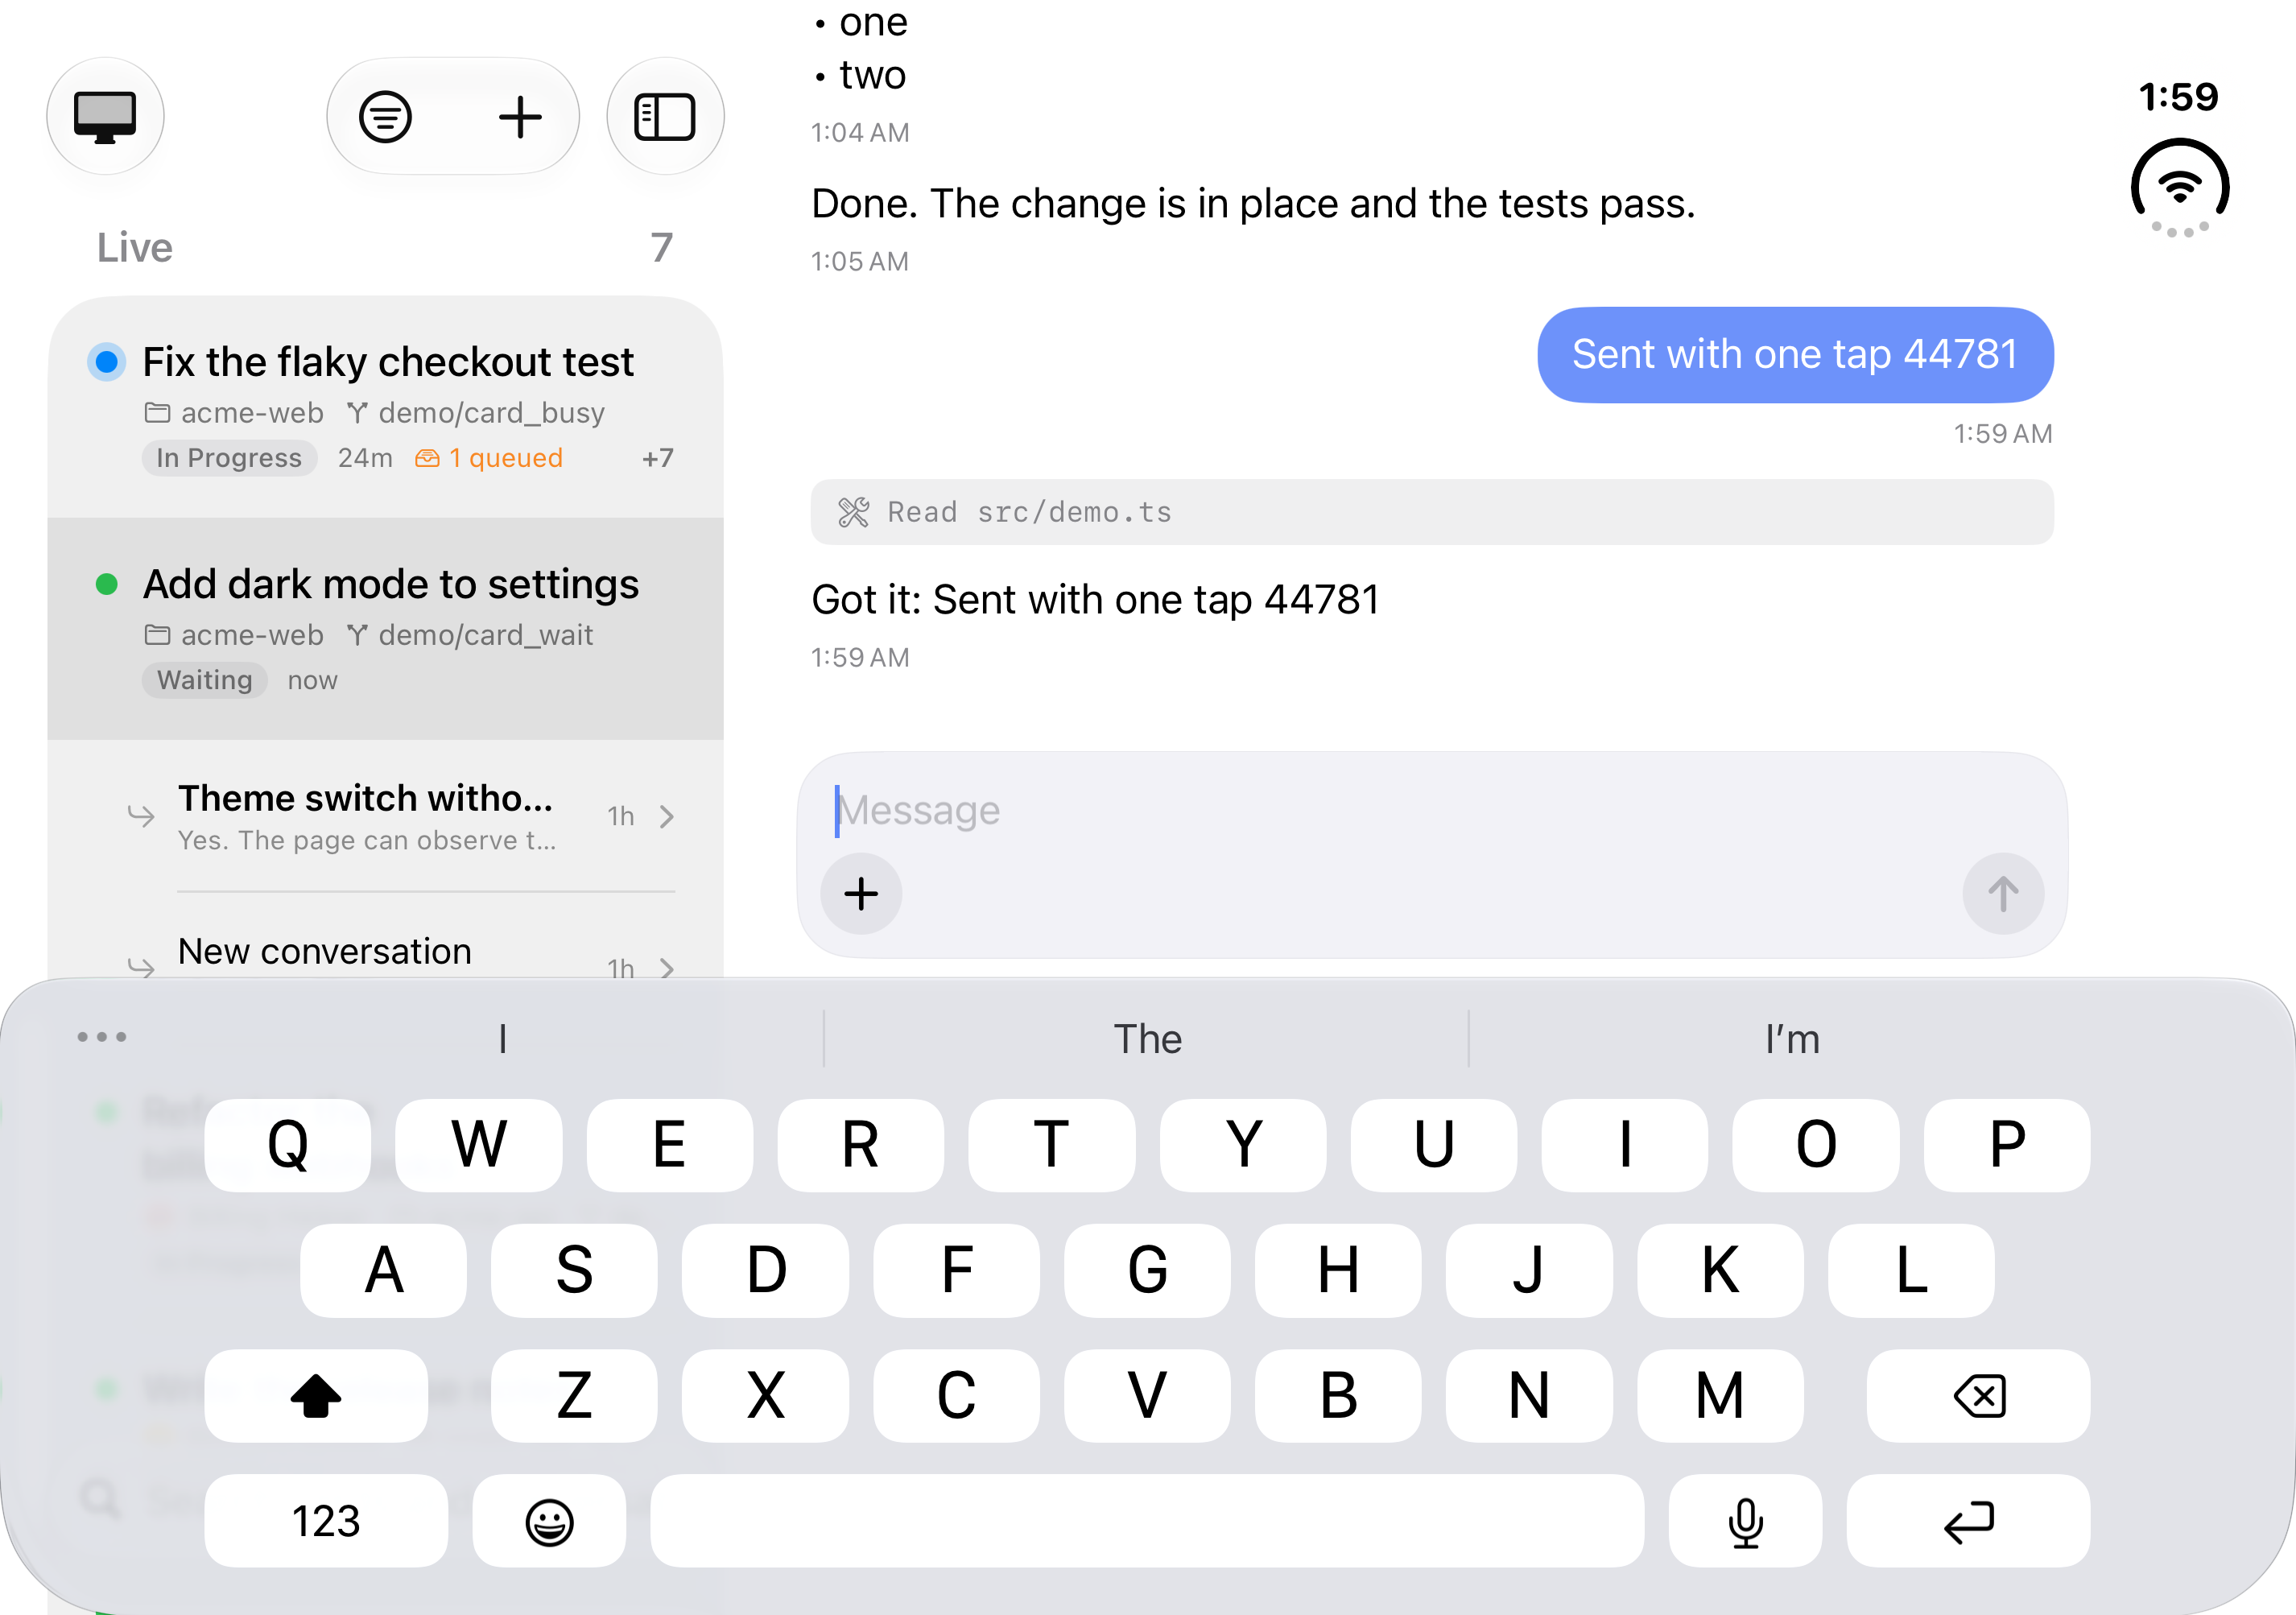 Live 7
Fix the flaky checkout test
acme-web demo/card_busy
In Progress 24m 1 queued +7
Add dark mode to settings
acme-web demo/card_wait
Waiting now
Theme switch witho...
Yes. The page can observe t...
1h
New conversation
1h
• one
• two
1:04 AM
Done. The change is in place and the tests pass.
1:05 AM
Sent with one tap 44781
1:59 AM
Read src/demo.ts
Got it: Sent with one tap 44781
1:59 AM
Message
1:59
I The I’m
Q W E R T Y U I O P
A S D F G H J K L
Z X C V B N M
123